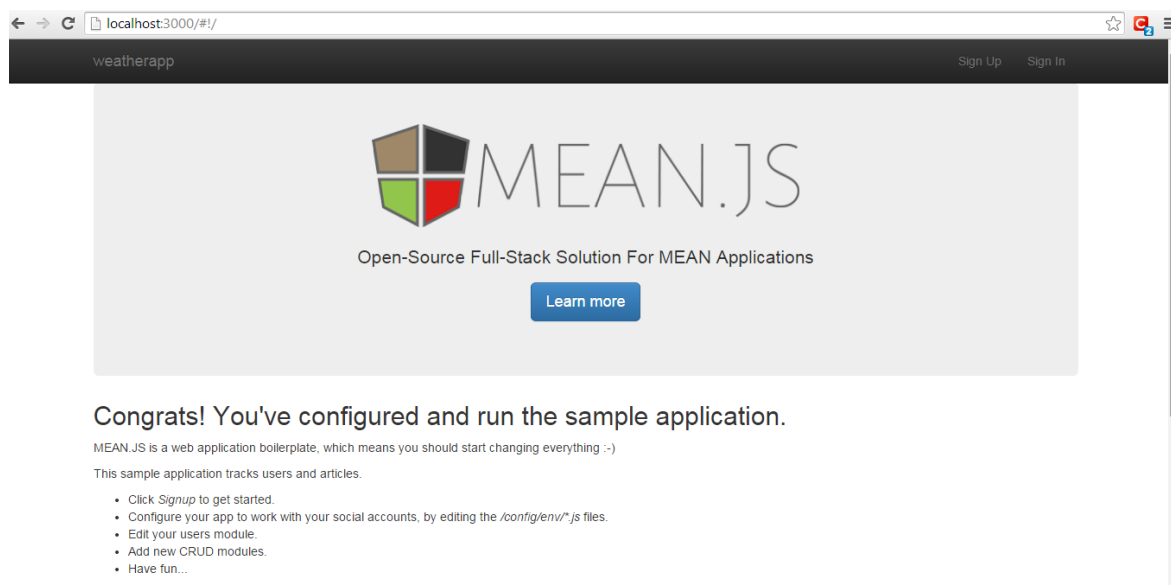 localhost:3000/#!/
2
weatherapp
Sign Up
Sign In
MEAN.JS
Open-Source Full-Stack Solution For MEAN Applications
Learn more
Congrats! You've configured and run the sample application.
MEAN.JS is a web application boilerplate, which means you should start changing everything :-)
This sample application tracks users and articles.
• Click Signup to get started.
• Configure your app to work with your social accounts, by editing the /config/env/*.js files.
• Edit your users module.
• Add new CRUD modules.
• Have fun...